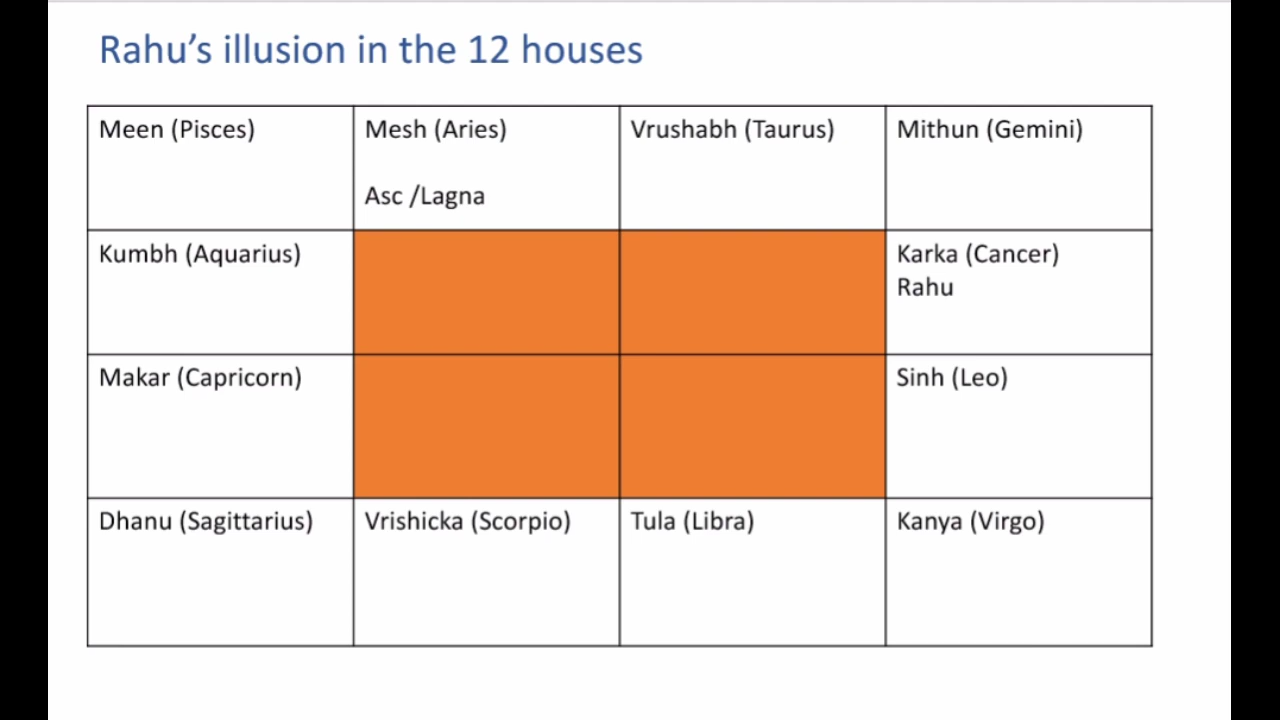 Rahu’s illusion in the 12 houses
Meen (Pisces)
Mesh (Aries)
Asc /Lagna
Vrushabh (Taurus)
Mithun (Gemini)
Kumbh (Aquarius)
Karka (Cancer)
Rahu
Makar (Capricorn)
Sinh (Leo)
Dhanu (Sagittarius)
Vrishicka (Scorpio)
Tula (Libra)
Kanya (Virgo)